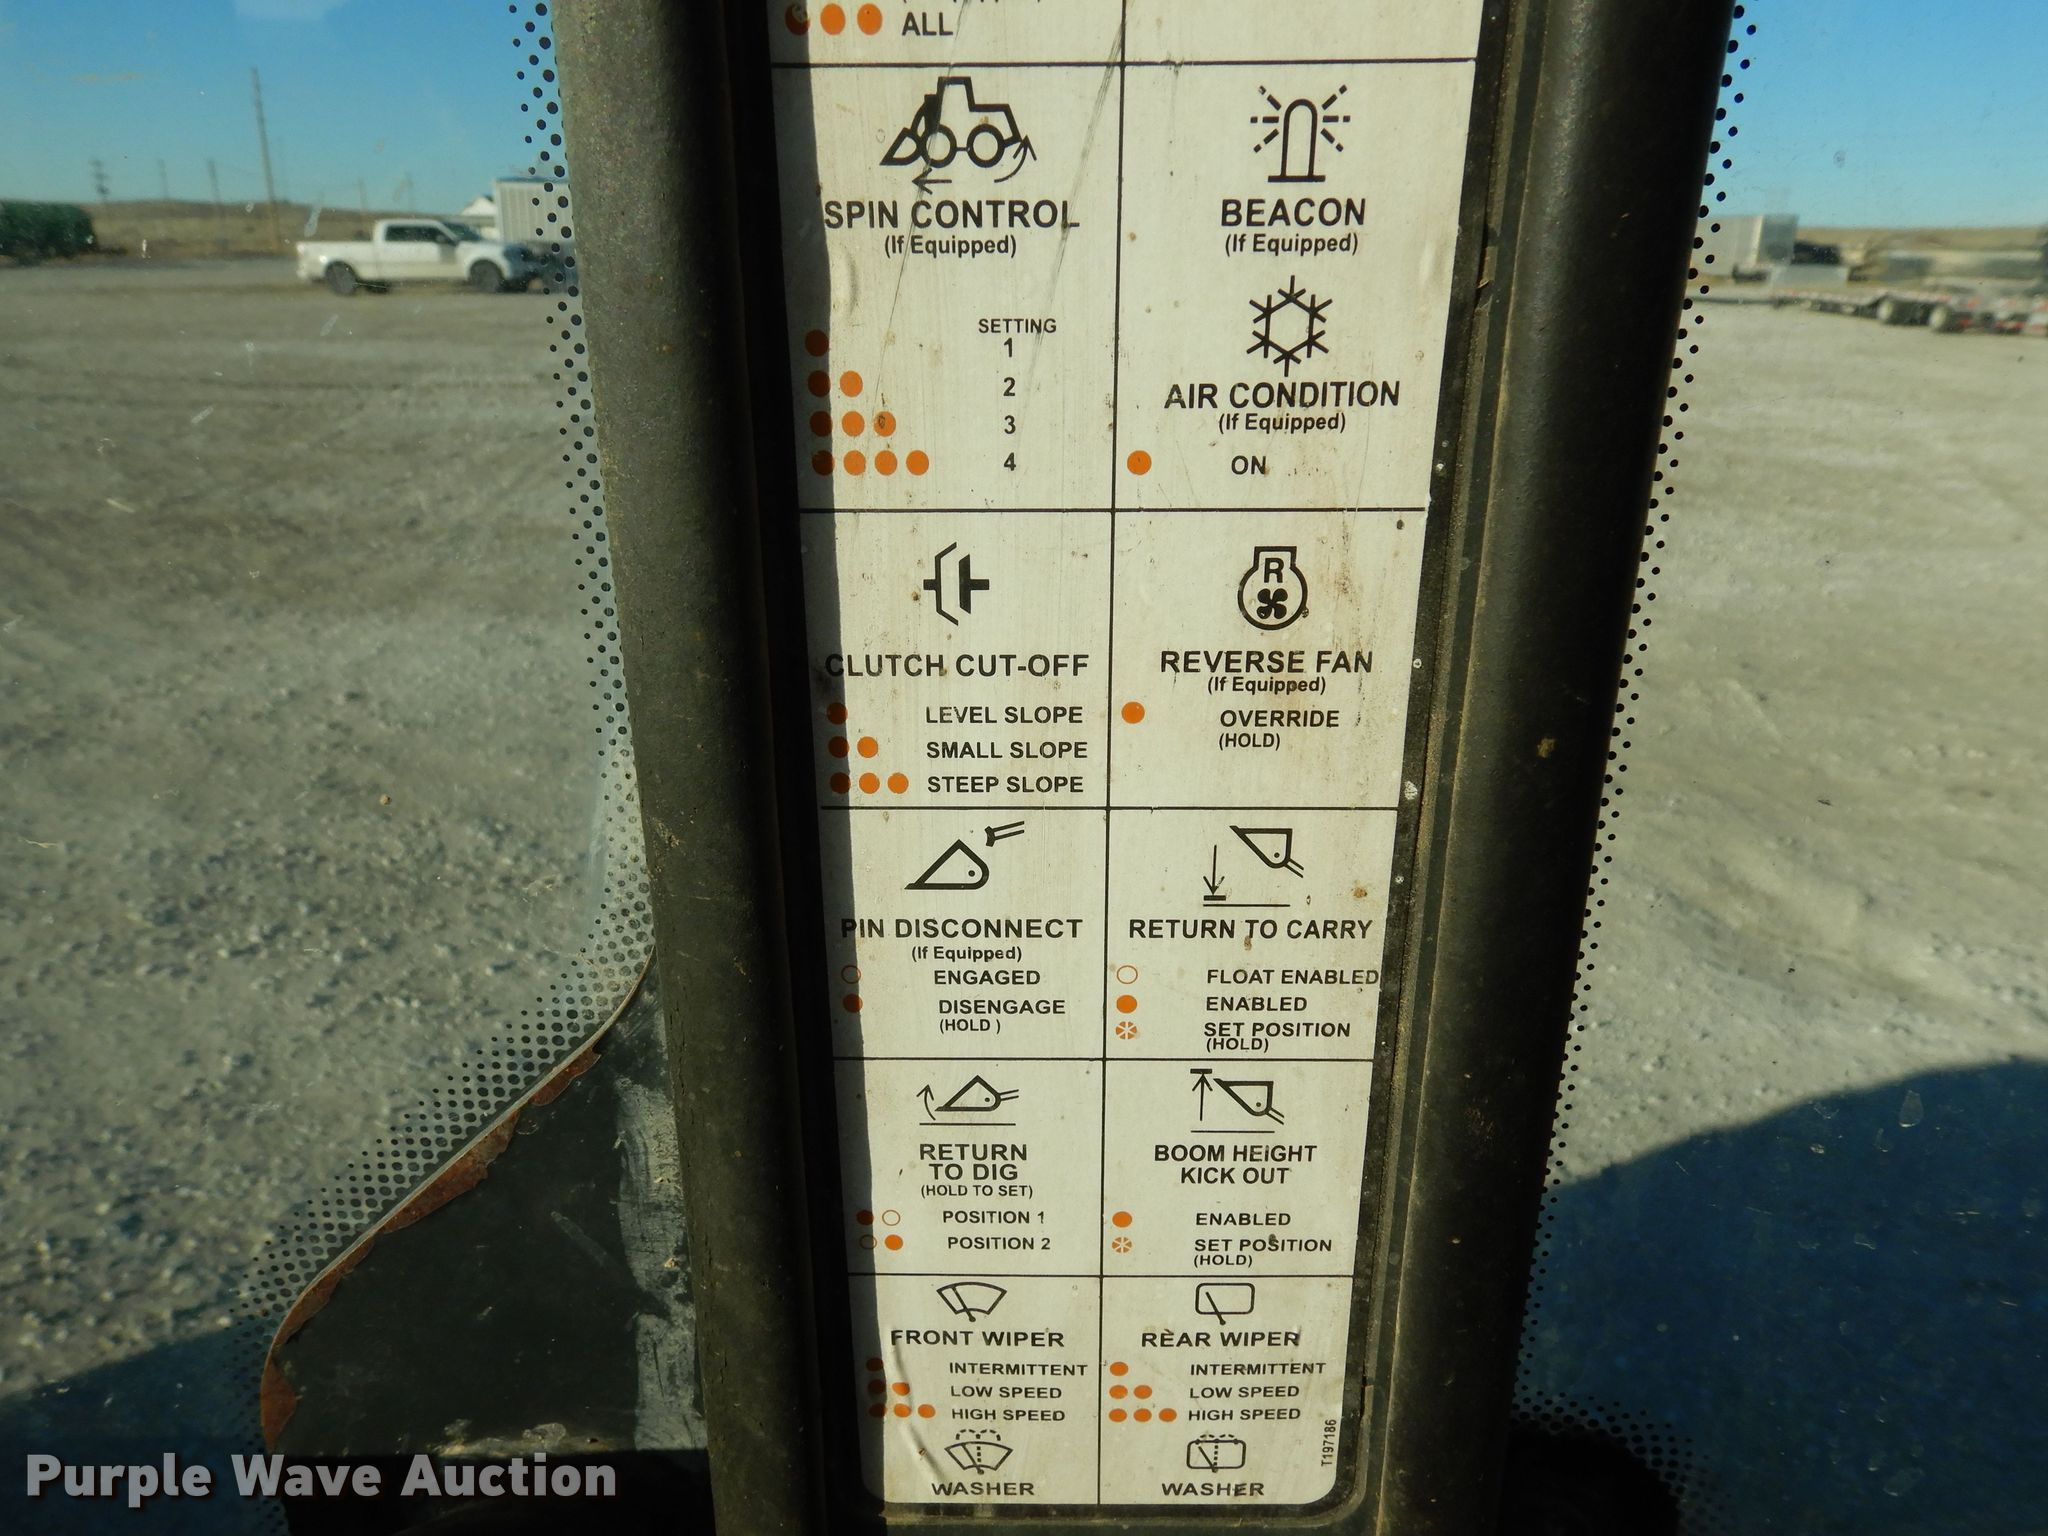 ALL
SPIN CONTROL
(If Equipped)
SETTING
1
2
3
4
BEACON
(If Equipped)
AIR CONDITION
(If Equipped)
ON
CLUTCH CUT-OFF
LEVEL SLOPE
SMALL SLOPE
STEEP SLOPE
R
REVERSE FAN
(If Equipped)
OVERRIDE
(HOLD)
PIN DISCONNECT
(If Equipped)
ENGAGED
DISENGAGE
(HOLD )
RETURN TO CARRY
FLOAT ENABLED
ENABLED
SET POSITION
(HOLD)
RETURN
TO DIG
(HOLD TO SET)
POSITION 1
POSITION 2
BOOM HEIGHT
KICK OUT
ENABLED
SET POSITION
(HOLD)
FRONT WIPER
INTERMITTENT
LOW SPEED
HIGH SPEED
WASHER
REAR WIPER
INTERMITTENT
LOW SPEED
HIGH SPEED
WASHER
T197186
Purple Wave Auction